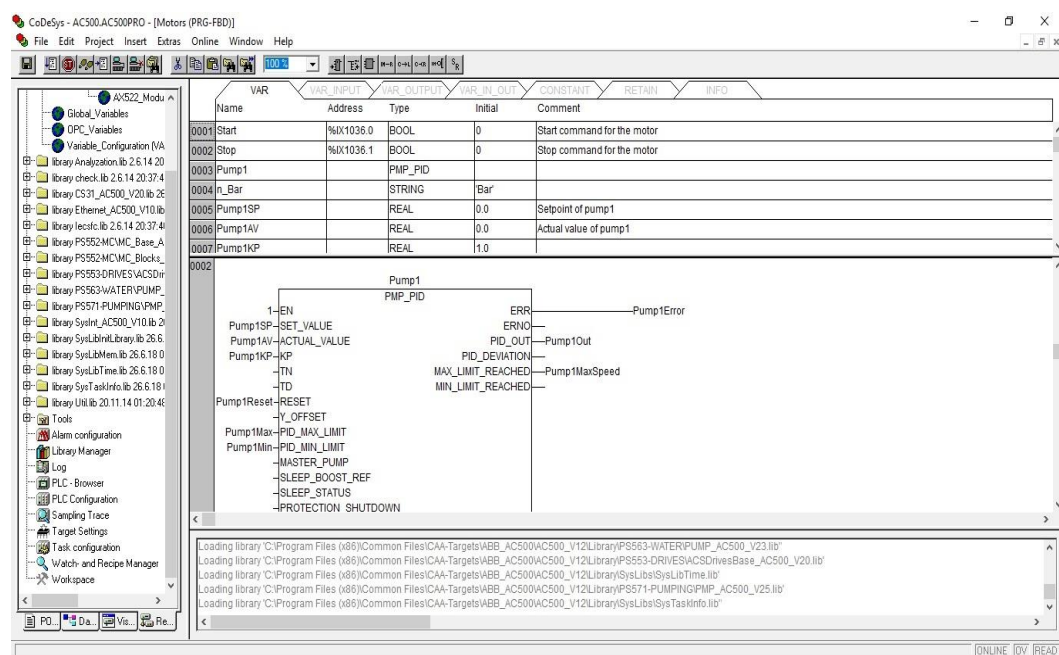 CoDeSys - AC500.AC500PRO - [Motors (PRG-FBD)]
File Edit Project Insert Extras Online Window Help
100 %
AX522_Modu
Global_Variables
OPC_Variables
Variable_Configuration (VA
library Analyzation.lib 2.6.14 20
library check.lib 2.6.14 20:37:4
library CS31_AC500_V20.lib 26
library Ethernet_AC500_V10.lib
library Iecsfc.lib 2.6.14 20:37:4
library PS552-MC\MC_Base_A
library PS552-MC\MC_Blocks_
library PS553-DRIVES\ACSDri
library PS563-WATER\PUMP_
library PS571-PUMPING\PMP_
library SysInt_AC500_V10.lib 2
library SysLibInitLibrary.lib 26.6.
library SysLibMem.lib 26.6.18 0
library SysLibTime.lib 26.6.18 0
library SysTaskInfo.lib 26.6.18
library Util.lib 20.11.14 01:20:48
Tools
Alarm configuration
Library Manager
Log
PLC - Browser
PLC Configuration
Sampling Trace
Target Settings
Task configuration
Watch- and Recipe Manager
Workspace
PO... Da... Vis... Re...
VAR VAR_INPUT VAR_OUTPUT VAR_IN_OUT CONSTANT RETAIN INFO
Name Address Type Initial Comment
0001 Start %IX1036.0 BOOL 0 Start command for the motor
0002 Stop %IX1036.1 BOOL 0 Stop command for the motor
0003 Pump1 PMP_PID
0004 n_Bar STRING 'Bar'
0005 Pump1SP REAL 0.0 Setpoint of pump1
0006 Pump1AV REAL 0.0 Actual value of pump1
0007 Pump1KP REAL 1.0
0002
Pump1
PMP_PID
1 EN ERR Pump1Error
Pump1SP SET_VALUE ERNO
Pump1AV ACTUAL_VALUE PID_OUT Pump1Out
Pump1KP KP PID_DEVIATION
TN MAX_LIMIT_REACHED Pump1MaxSpeed
TD MIN_LIMIT_REACHED
Pump1Reset RESET
Y_OFFSET
Pump1Max PID_MAX_LIMIT
Pump1Min PID_MIN_LIMIT
MASTER_PUMP
SLEEP_BOOST_REF
SLEEP_STATUS
PROTECTION_SHUTDOWN
Loading library 'C:\Program Files (x86)\Common Files\CAA-Targets\ABB_AC500\AC500_V12\Library\PS563-WATER\PUMP_AC500_V23.lib'
Loading library 'C:\Program Files (x86)\Common Files\CAA-Targets\ABB_AC500\AC500_V12\Library\PS553-DRIVES\ACSDrivesBase_AC500_V20.lib'
Loading library 'C:\Program Files (x86)\Common Files\CAA-Targets\ABB_AC500\AC500_V12\Library\SysLibs\SysLibTime.lib'
Loading library 'C:\Program Files (x86)\Common Files\CAA-Targets\ABB_AC500\AC500_V12\Library\PS571-PUMPING\PMP_AC500_V25.lib'
Loading library 'C:\Program Files (x86)\Common Files\CAA-Targets\ABB_AC500\AC500_V12\Library\SysLibs\SysTaskInfo.lib'
ONLINE OV READ